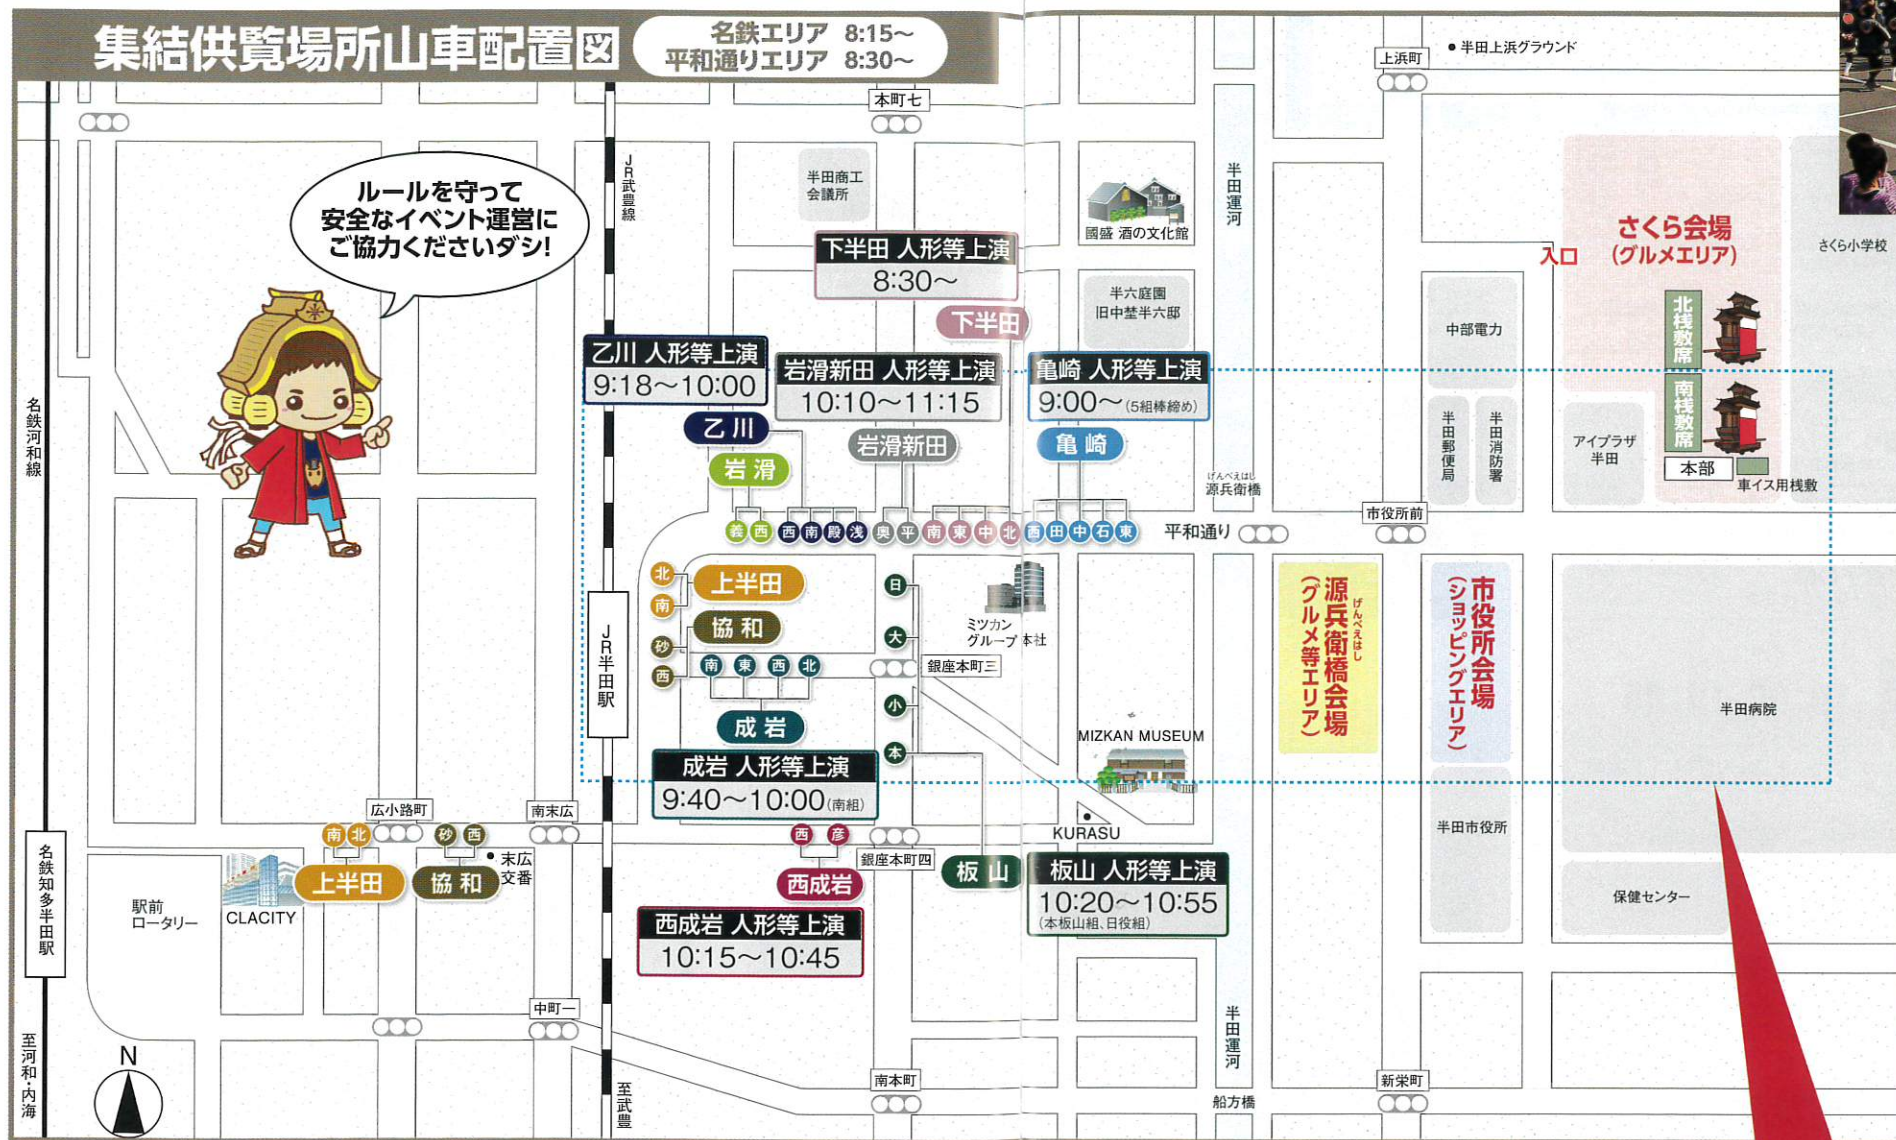 集結供覧場所山車配置図
名鉄エリア 8:15～
平和通りエリア 8:30～
上浜町
半田上浜グラウンド
本町七
ルールを守って
安全なイベント運営に
ご協力くださいダシ!
JR武豊線
半田商工
会議所
國盛 酒の文化館
半田運河
さくら会場
(グルメエリア)
入口
さくら小学校
下半田 人形等上演
8:30～
下半田
半六庭園
旧中埜半六邸
中部電力
北桟敷席
南桟敷席
本部
車イス用桟敷
乙川 人形等上演
9:18～10:00
乙川
岩滑新田 人形等上演
10:10～11:15
岩滑新田
亀崎 人形等上演
9:00～(5組棒締め)
亀崎
岩滑
名鉄河和線
半田郵便局
半田消防署
アイプラザ
半田
げんべえはし
源兵衛橋
市役所前
義 西 西 南 殿 浅 奥 平 南 東 中 北 西 田 中 石 東
平和通り
北
南
上半田
砂
西
協和
南 東 西 北
成岩
日
大
小
本
ミツカン
グループ本社
銀座本町三
JR半田駅
源兵衛橋会場
げんべえはし
(グルメ等エリア)
市役所会場
(ショッピングエリア)
半田病院
MIZKAN MUSEUM
成岩 人形等上演
9:40～10:00(南組)
KURASU
広小路町
南末広
南 北
上半田
砂 西
協和
末広
交番
西 彦
西成岩
銀座本町四
板山
板山 人形等上演
10:20～10:55
(本板山組、日役組)
半田市役所
保健センター
名鉄知多半田駅
駅前
ロータリー
CLACITY
西成岩 人形等上演
10:15～10:45
中町一
至河和・内海
N
至武豊
南本町
半田運河
船方橋
新栄町